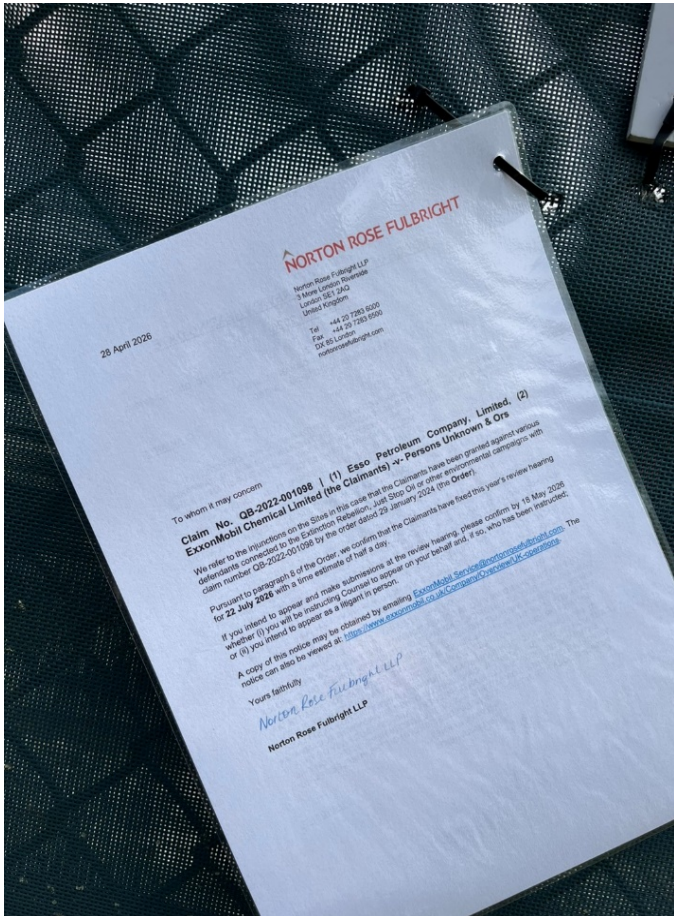 NORTON ROSE FULBRIGHT
Norton Rose Fulbright LLP
3 More London Riverside
London SE1 2AQ
United Kingdom
Tel +44 20 7283 6000
Fax +44 20 7283 6500
DX 85 London
nortonrosefulbright.com
28 April 2026
To whom it may concern
Claim No. QB-2022-001098 | (1) Esso Petroleum Company, Limited, (2)
ExxonMobil Chemical Limited (the Claimants) -v- Persons Unknown & Ors
We refer to the injunctions on the Sites in this case that the Claimants have been granted against various
defendants connected to the Extinction Rebellion, Just Stop Oil or other environmental campaigns with
claim number QB-2022-001098 by the order dated 29 January 2024 (the Order).
Pursuant to paragraph 6 of the Order, we confirm that the Claimants have fixed this year's review hearing
for 22 July 2026 with a time estimate of half a day.
If you intend to appear and make submissions at the review hearing, please confirm by 18 May 2026
whether (i) you will be instructing Counsel to appear on your behalf and, if so, who has been instructed;
or (ii) you intend to appear as a litigant in person.
A copy of this notice may be obtained by emailing ExxonMobil.Service@nortonrosefulbright.com. The
notice can also be viewed at: https://www.exxonmobil.co.uk/Company/Overview/UK-operations.
Yours faithfully
Norton Rose Fulbright LLP
Norton Rose Fulbright LLP